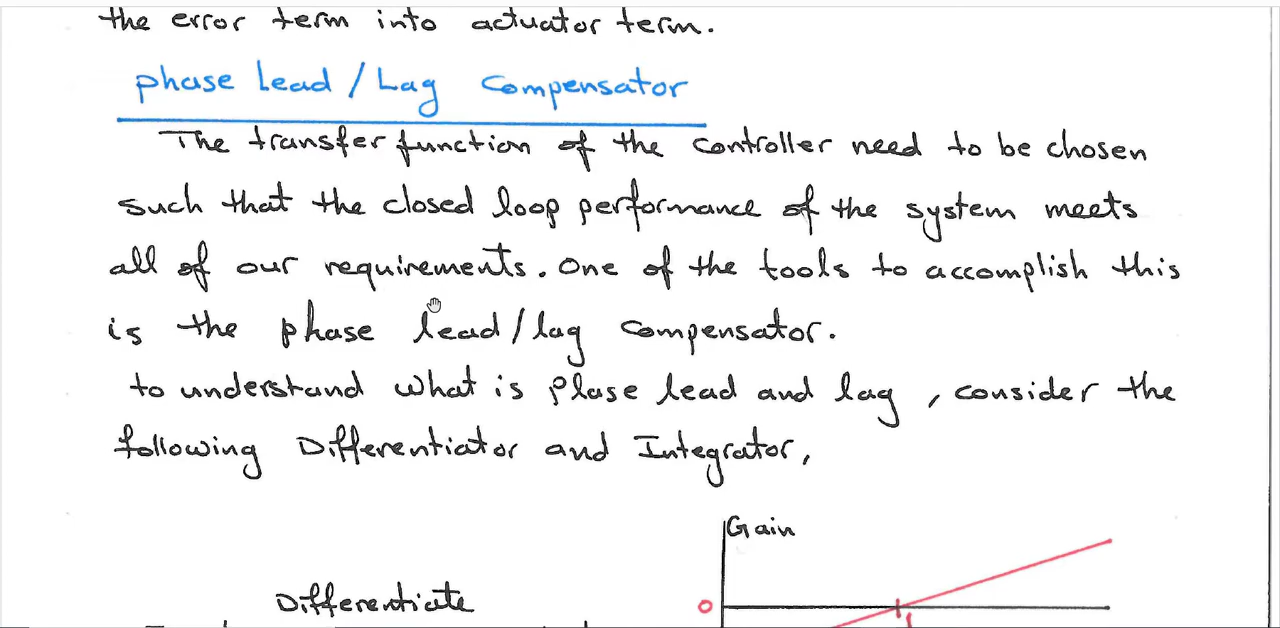 the error term into actuator term.
phase Lead / Lag Compensator
The transfer function of the controller need to be chosen
such that the closed loop performance of the system meets
all of our requirements. One of the tools to accomplish this
is the phase lead/lag compensator.
to understand what is Plase lead and lag, consider the
following Differentiator and Integrator,
Gain
Differentiate
0
1